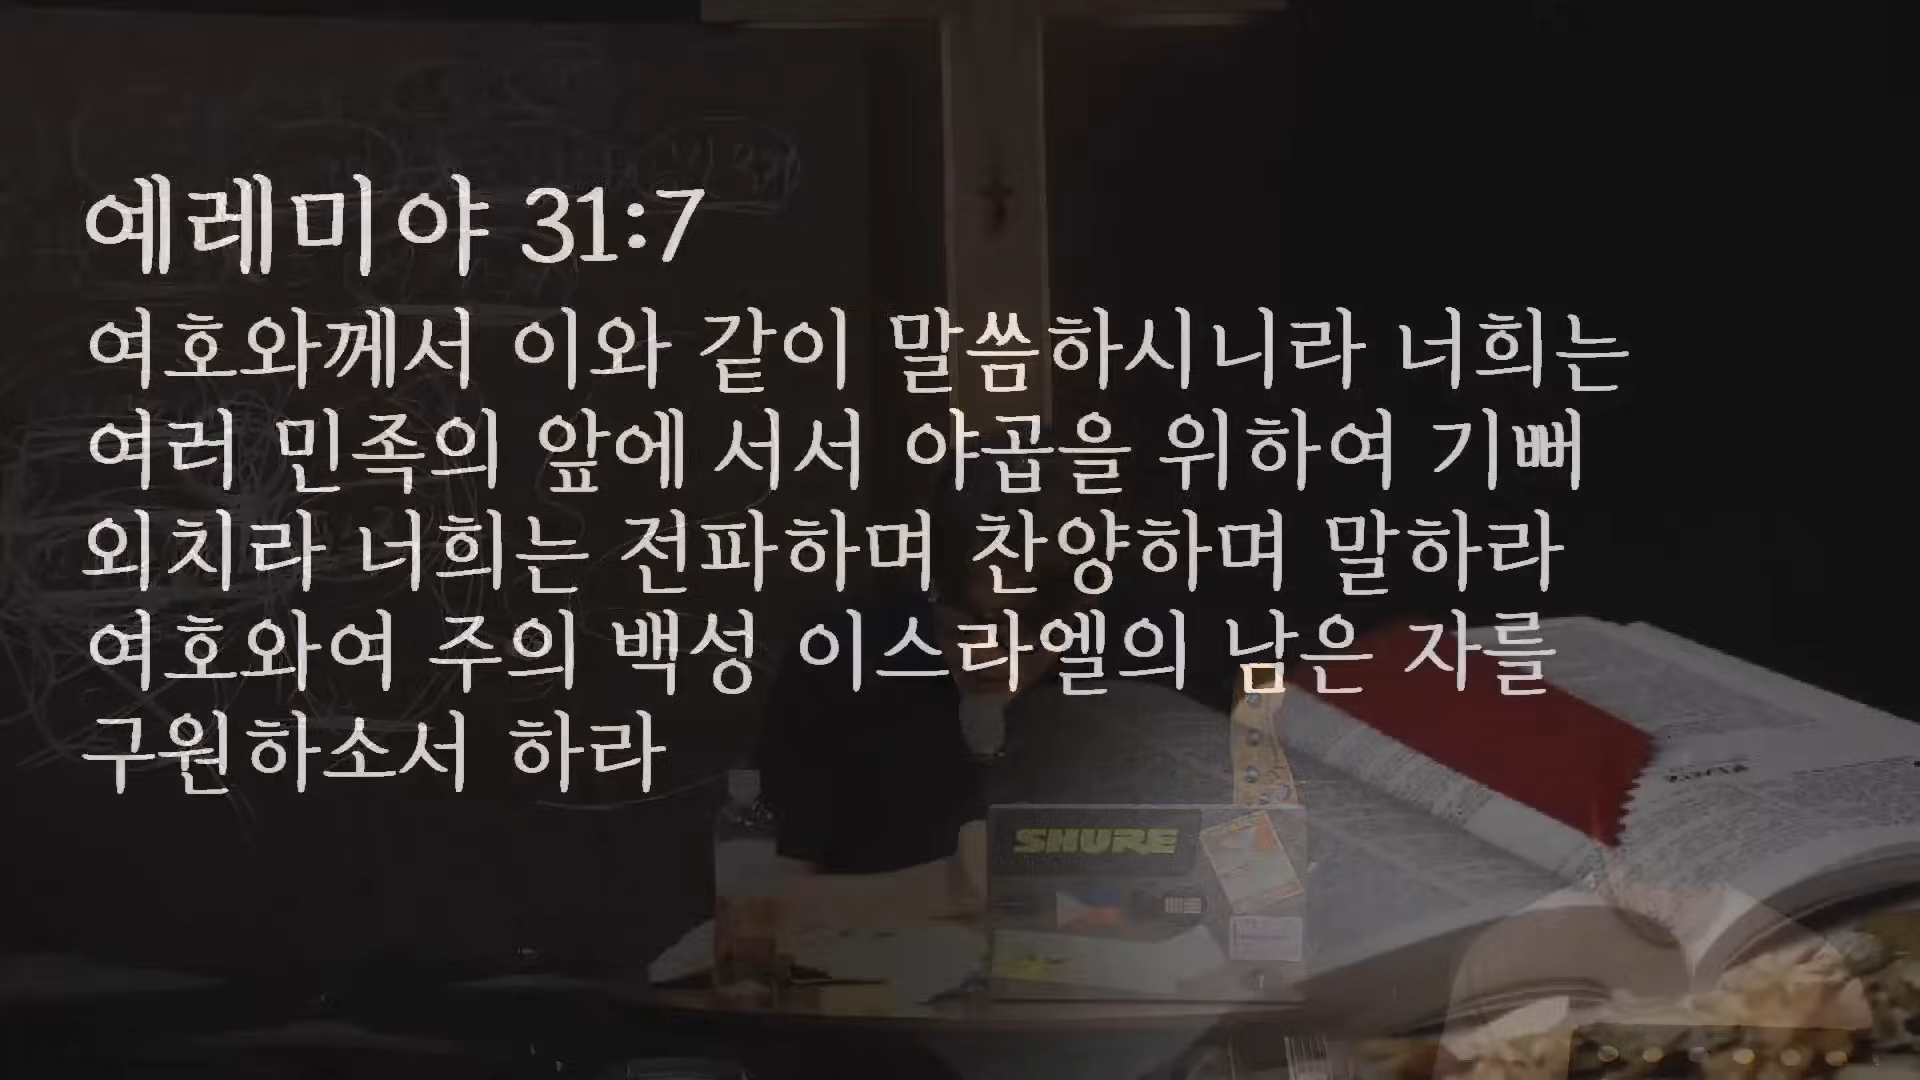 예레미야 31:7
여호와께서 이와 같이 말씀하시니라 너희는
여러 민족의 앞에 서서 야곱을 위하여 기뻐
외치라 너희는 전파하며 찬양하며 말하라
여호와여 주의 백성 이스라엘의 남은 자를
구원하소서 하라
SHURE